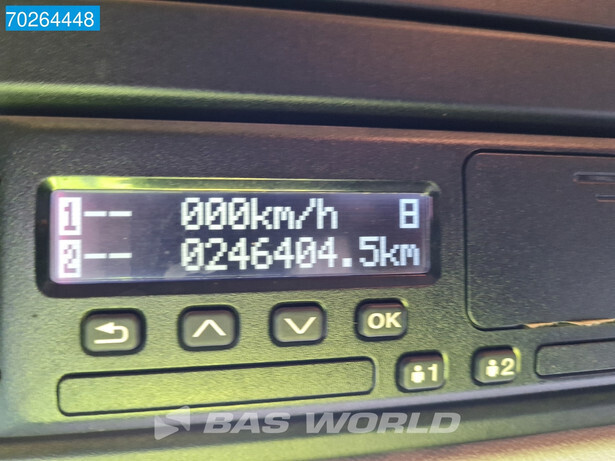 70264448
1-- 000km/h 8
2-- 0246404.5km
OK
1 2
BAS WORLD